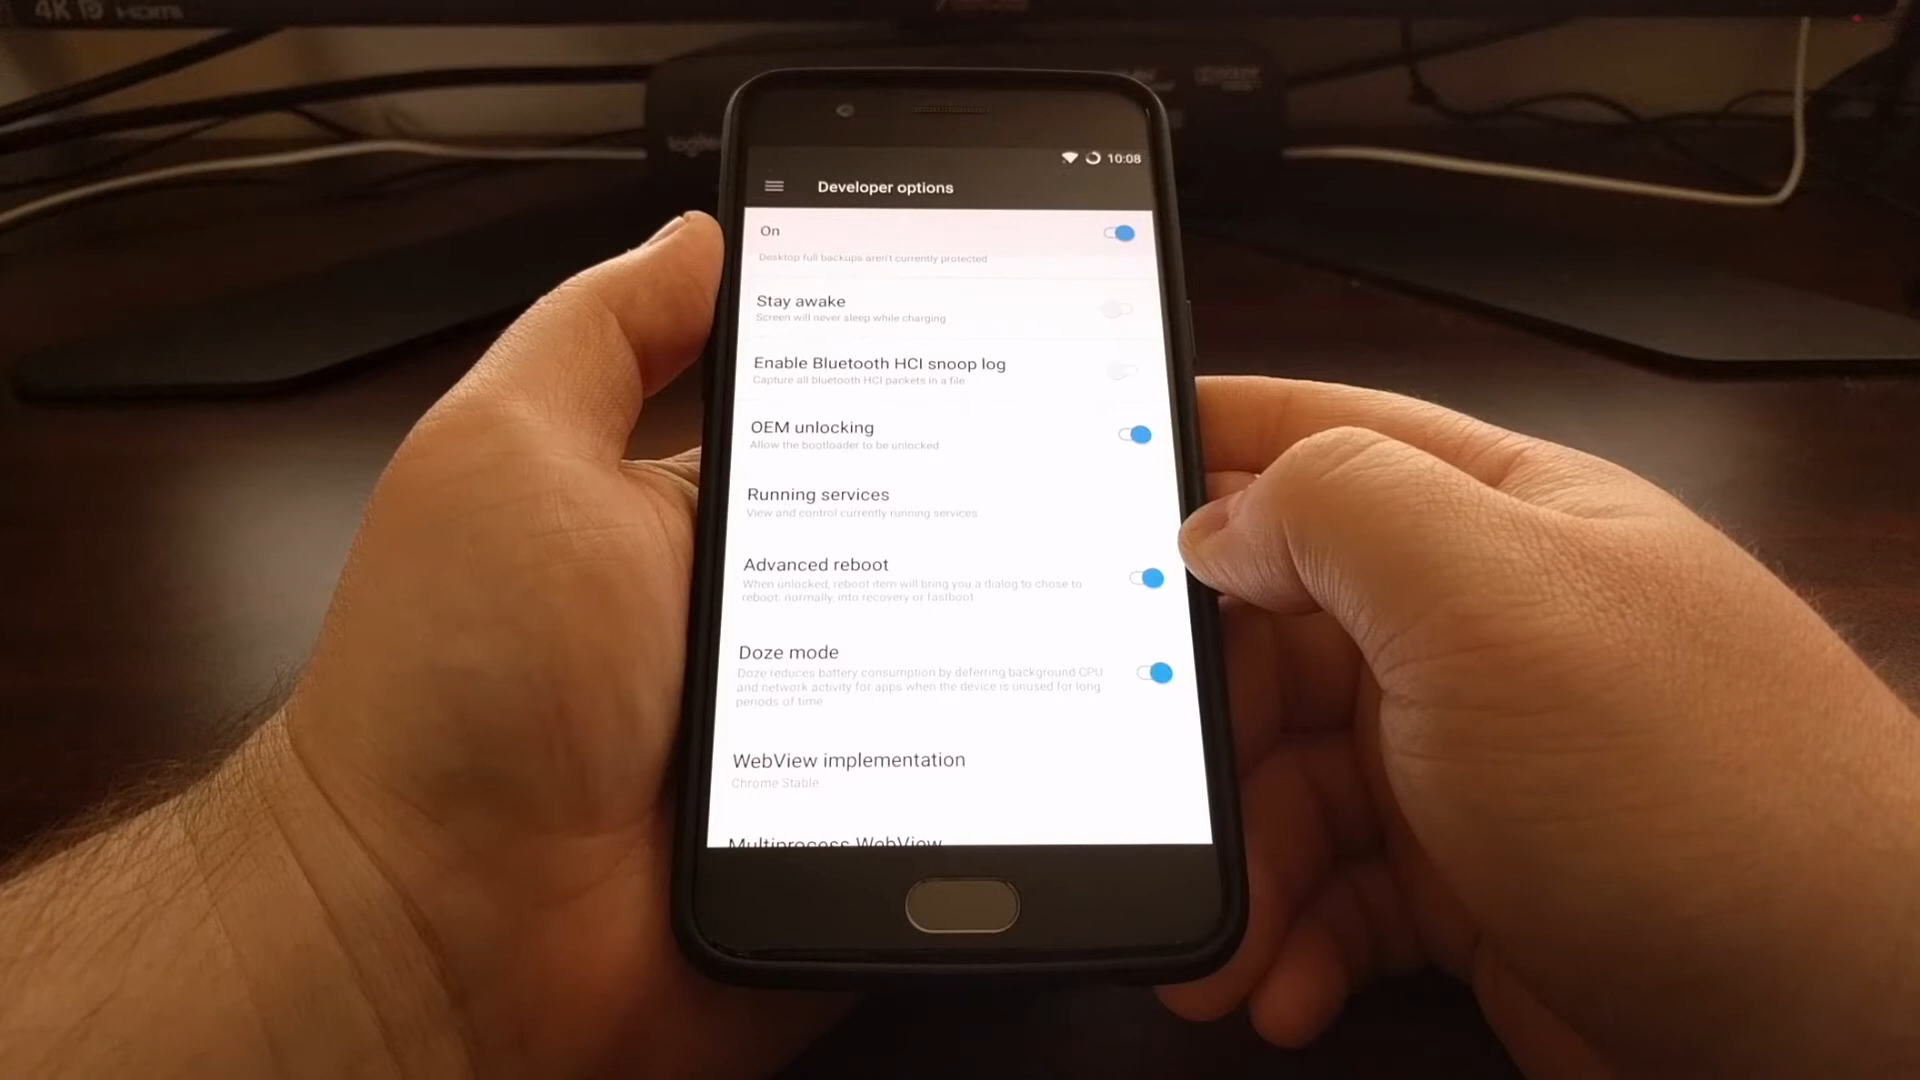 4K
HDMI
logitech
10:08
Developer options
On
Desktop full backups aren't currently protected
Stay awake
Screen will never sleep while charging
Enable Bluetooth HCI snoop log
Capture all bluetooth HCI packets in a file
OEM unlocking
Allow the bootloader to be unlocked
Running services
View and control currently running services
Advanced reboot
When unlocked, reboot item will bring you a dialog to chose to
reboot: normally, into recovery or fastboot
Doze mode
Doze reduces battery consumption by deferring background CPU
and network activity for apps when the device is unused for long
periods of time
WebView implementation
Chrome Stable
Multiprocess WebView